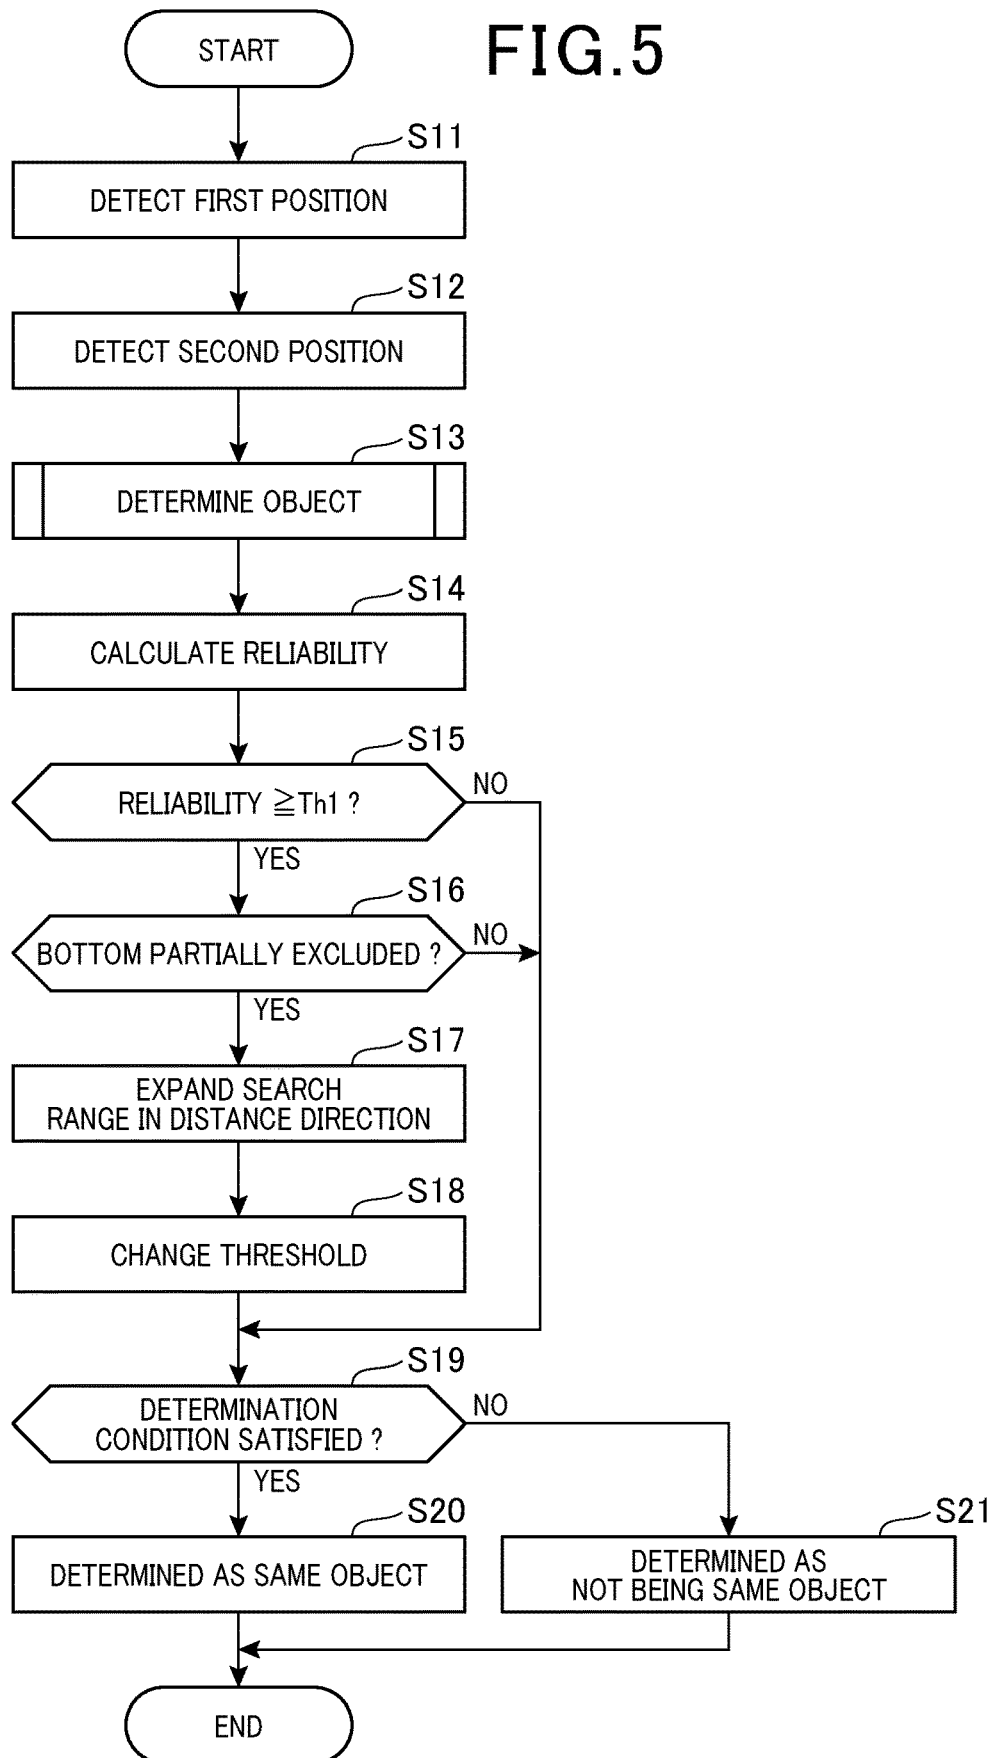 START
FIG.5
S11
DETECT FIRST POSITION
S12
DETECT SECOND POSITION
S13
DETERMINE OBJECT
S14
CALCULATE RELIABILITY
S15
RELIABILITY ≧Th1 ?
NO
YES
S16
BOTTOM PARTIALLY EXCLUDED ?
NO
YES
S17
EXPAND SEARCH
RANGE IN DISTANCE DIRECTION
S18
CHANGE THRESHOLD
S19
DETERMINATION
CONDITION SATISFIED ?
NO
YES
S20
DETERMINED AS SAME OBJECT
S21
DETERMINED AS
NOT BEING SAME OBJECT
END